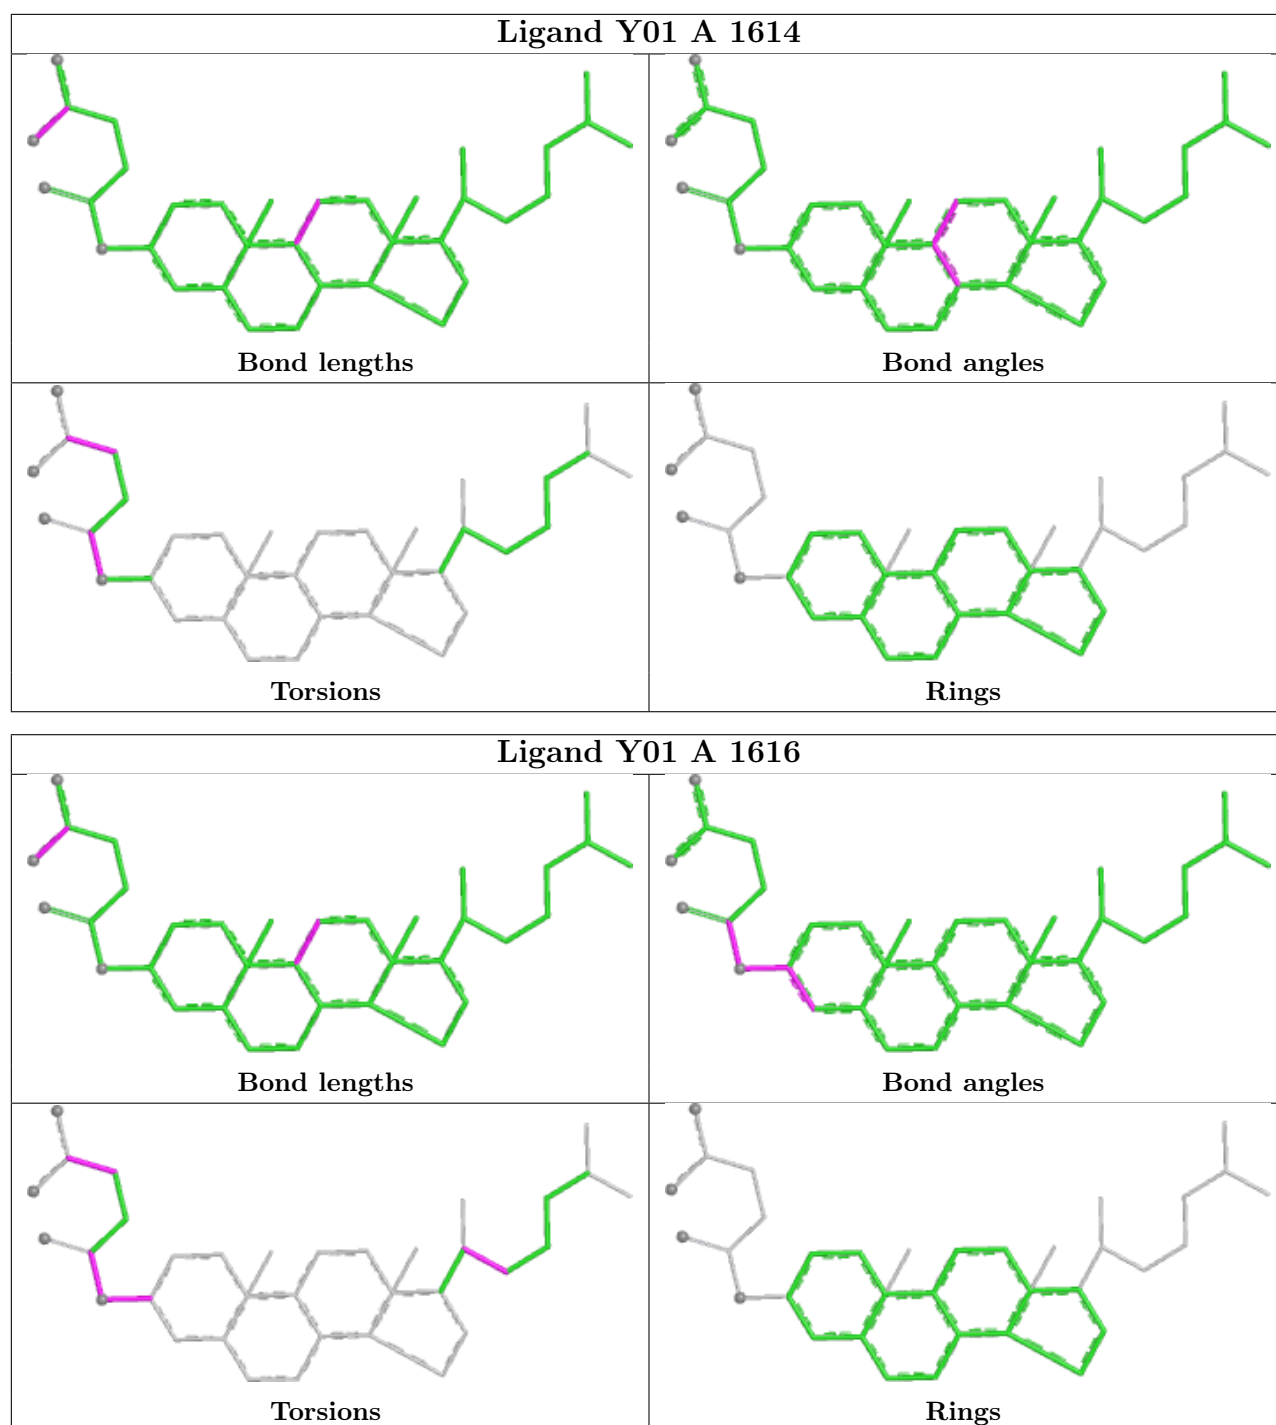 Ligand Y01 A 1614
Bond lengths
Bond angles
Torsions
Rings
Ligand Y01 A 1616
Bond lengths
Bond angles
Torsions
Rings